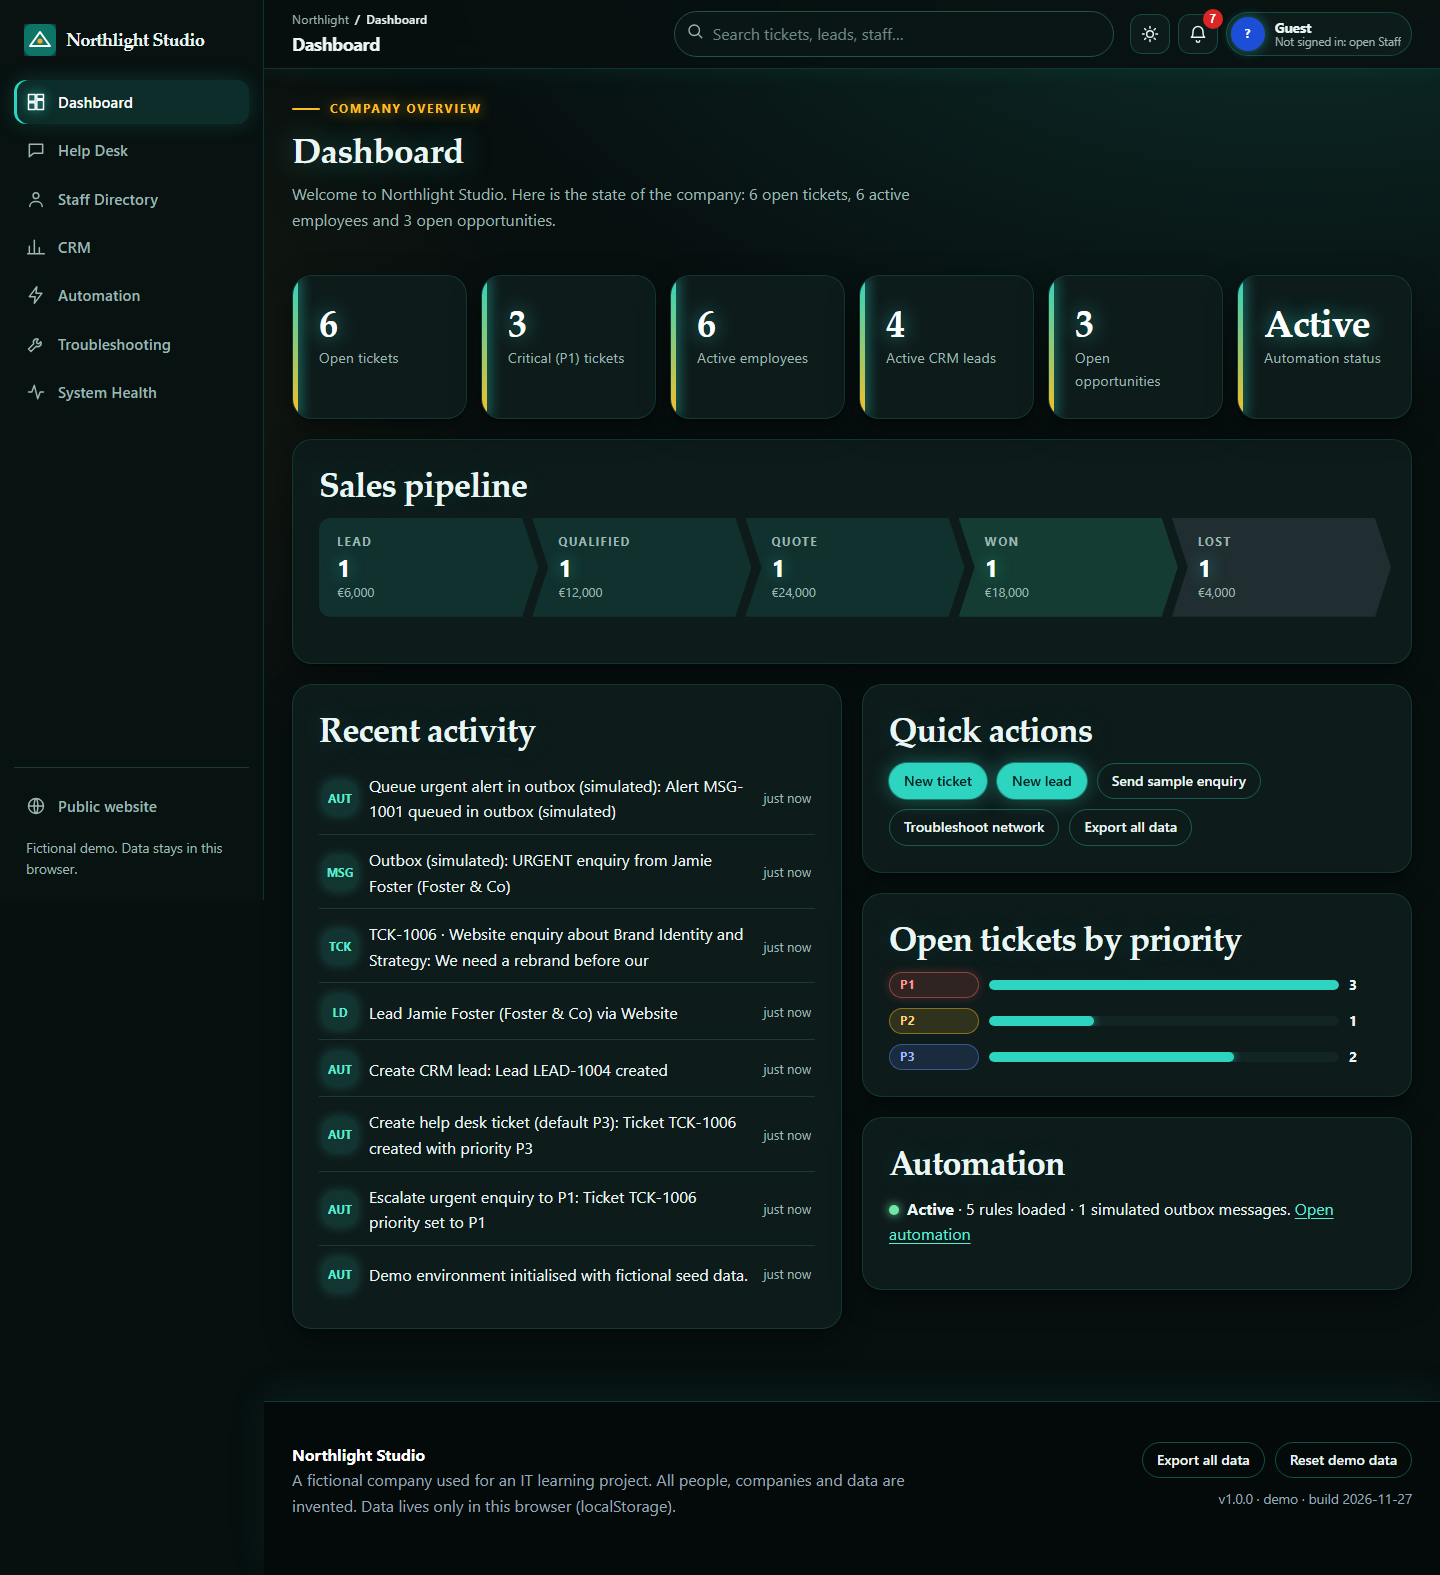 Northlight Studio
Dashboard
Help Desk
Staff Directory
CRM
Automation
Troubleshooting
System Health
Public website
Fictional demo. Data stays in this
browser.
Northlight / Dashboard
Dashboard
Search tickets, leads, staff...
7
?
Guest
Not signed in: open Staff
COMPANY OVERVIEW
Dashboard
Welcome to Northlight Studio. Here is the state of the company: 6 open tickets, 6 active
employees and 3 open opportunities.
6
Open tickets
3
Critical (P1) tickets
6
Active employees
4
Active CRM leads
3
Open
opportunities
Active
Automation status
Sales pipeline
LEAD
1
€6,000
QUALIFIED
1
€12,000
QUOTE
1
€24,000
WON
1
€18,000
LOST
1
€4,000
Recent activity
AUT
Queue urgent alert in outbox (simulated): Alert MSG-
1001 queued in outbox (simulated)
just now
MSG
Outbox (simulated): URGENT enquiry from Jamie
Foster (Foster & Co)
just now
TCK
TCK-1006 · Website enquiry about Brand Identity and
Strategy: We need a rebrand before our
just now
LD
Lead Jamie Foster (Foster & Co) via Website
just now
AUT
Create CRM lead: Lead LEAD-1004 created
just now
AUT
Create help desk ticket (default P3): Ticket TCK-1006
created with priority P3
just now
AUT
Escalate urgent enquiry to P1: Ticket TCK-1006
priority set to P1
just now
AUT
Demo environment initialised with fictional seed data.
just now
Quick actions
New ticket
New lead
Send sample enquiry
Troubleshoot network
Export all data
Open tickets by priority
P1
3
P2
1
P3
2
Automation
Active · 5 rules loaded · 1 simulated outbox messages. Open
automation
Northlight Studio
A fictional company used for an IT learning project. All people, companies and data are
invented. Data lives only in this browser (localStorage).
Export all data
Reset demo data
v1.0.0 · demo · build 2026-11-27